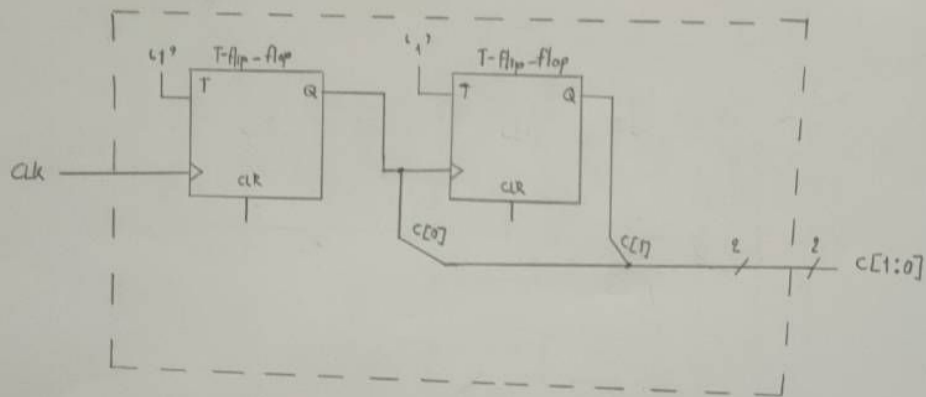 ‘1’
T-flip-flop
T
Q
CLK
CLR
‘1’
T-flip-flop
T
Q
CLR
C[0]
C[1]
2
2
C[1:0]